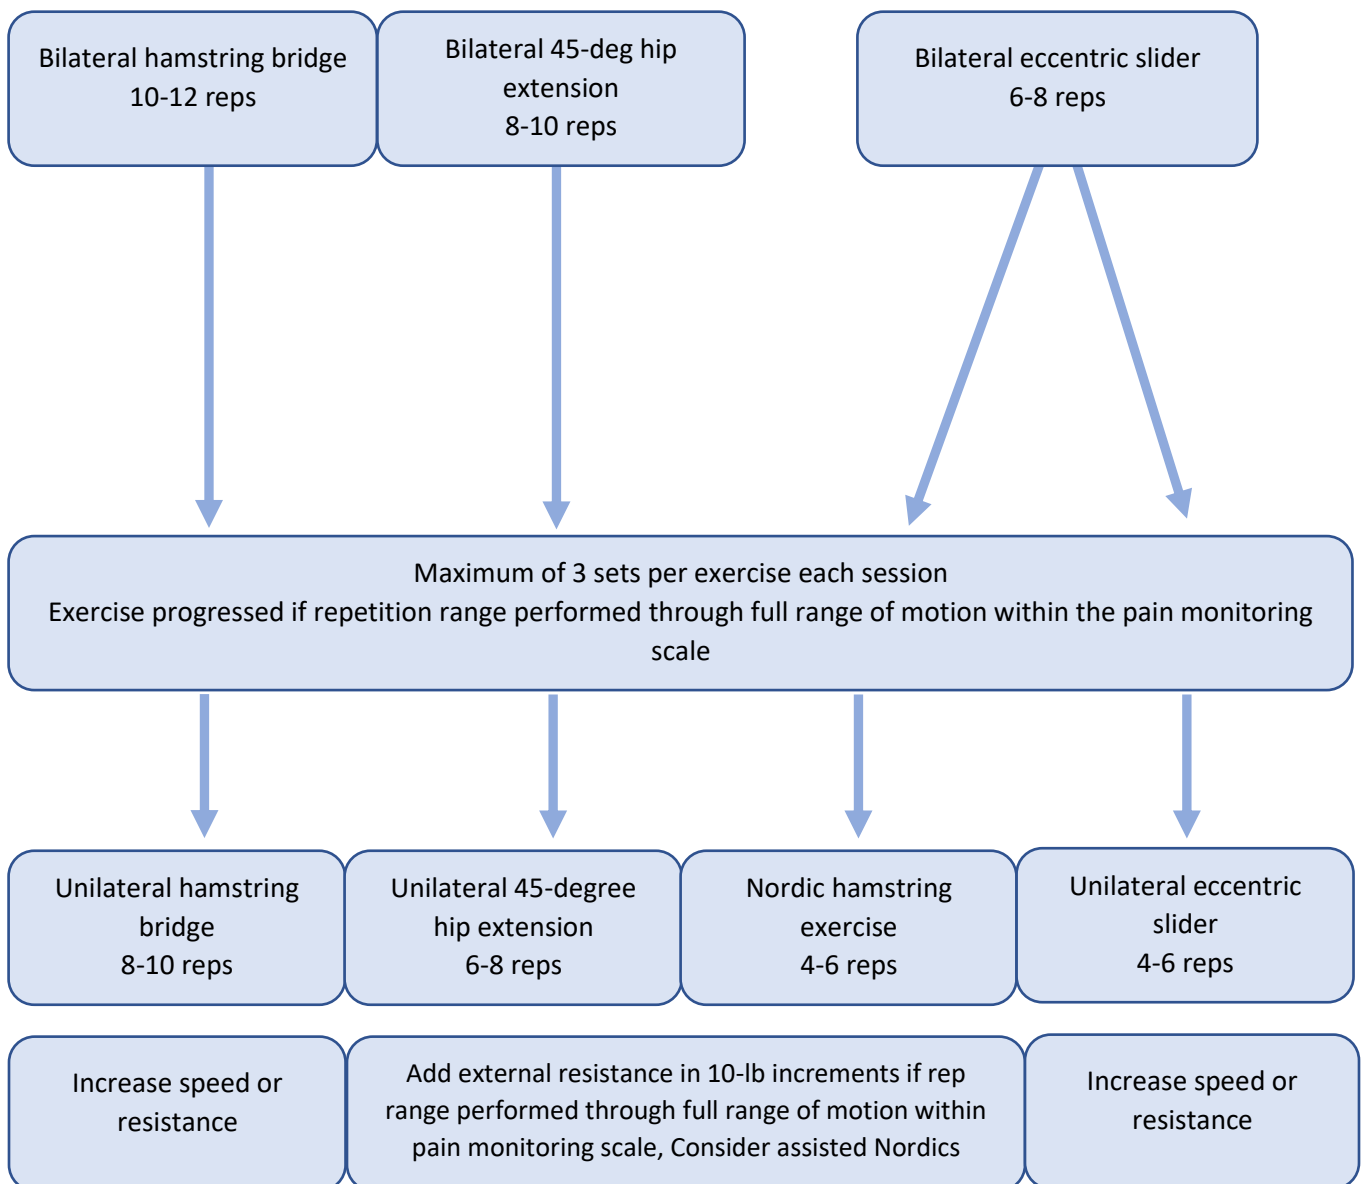 Bilateral hamstring bridge
10-12 reps
Bilateral 45-deg hip
extension
8-10 reps
Bilateral eccentric slider
6-8 reps
Maximum of 3 sets per exercise each session
Exercise progressed if repetition range performed through full range of motion within the pain monitoring
scale
Unilateral hamstring
bridge
8-10 reps
Unilateral 45-degree
hip extension
6-8 reps
Nordic hamstring
exercise
4-6 reps
Unilateral eccentric
slider
4-6 reps
Increase speed or
resistance
Add external resistance in 10-lb increments if rep
range performed through full range of motion within
pain monitoring scale, Consider assisted Nordics
Increase speed or
resistance